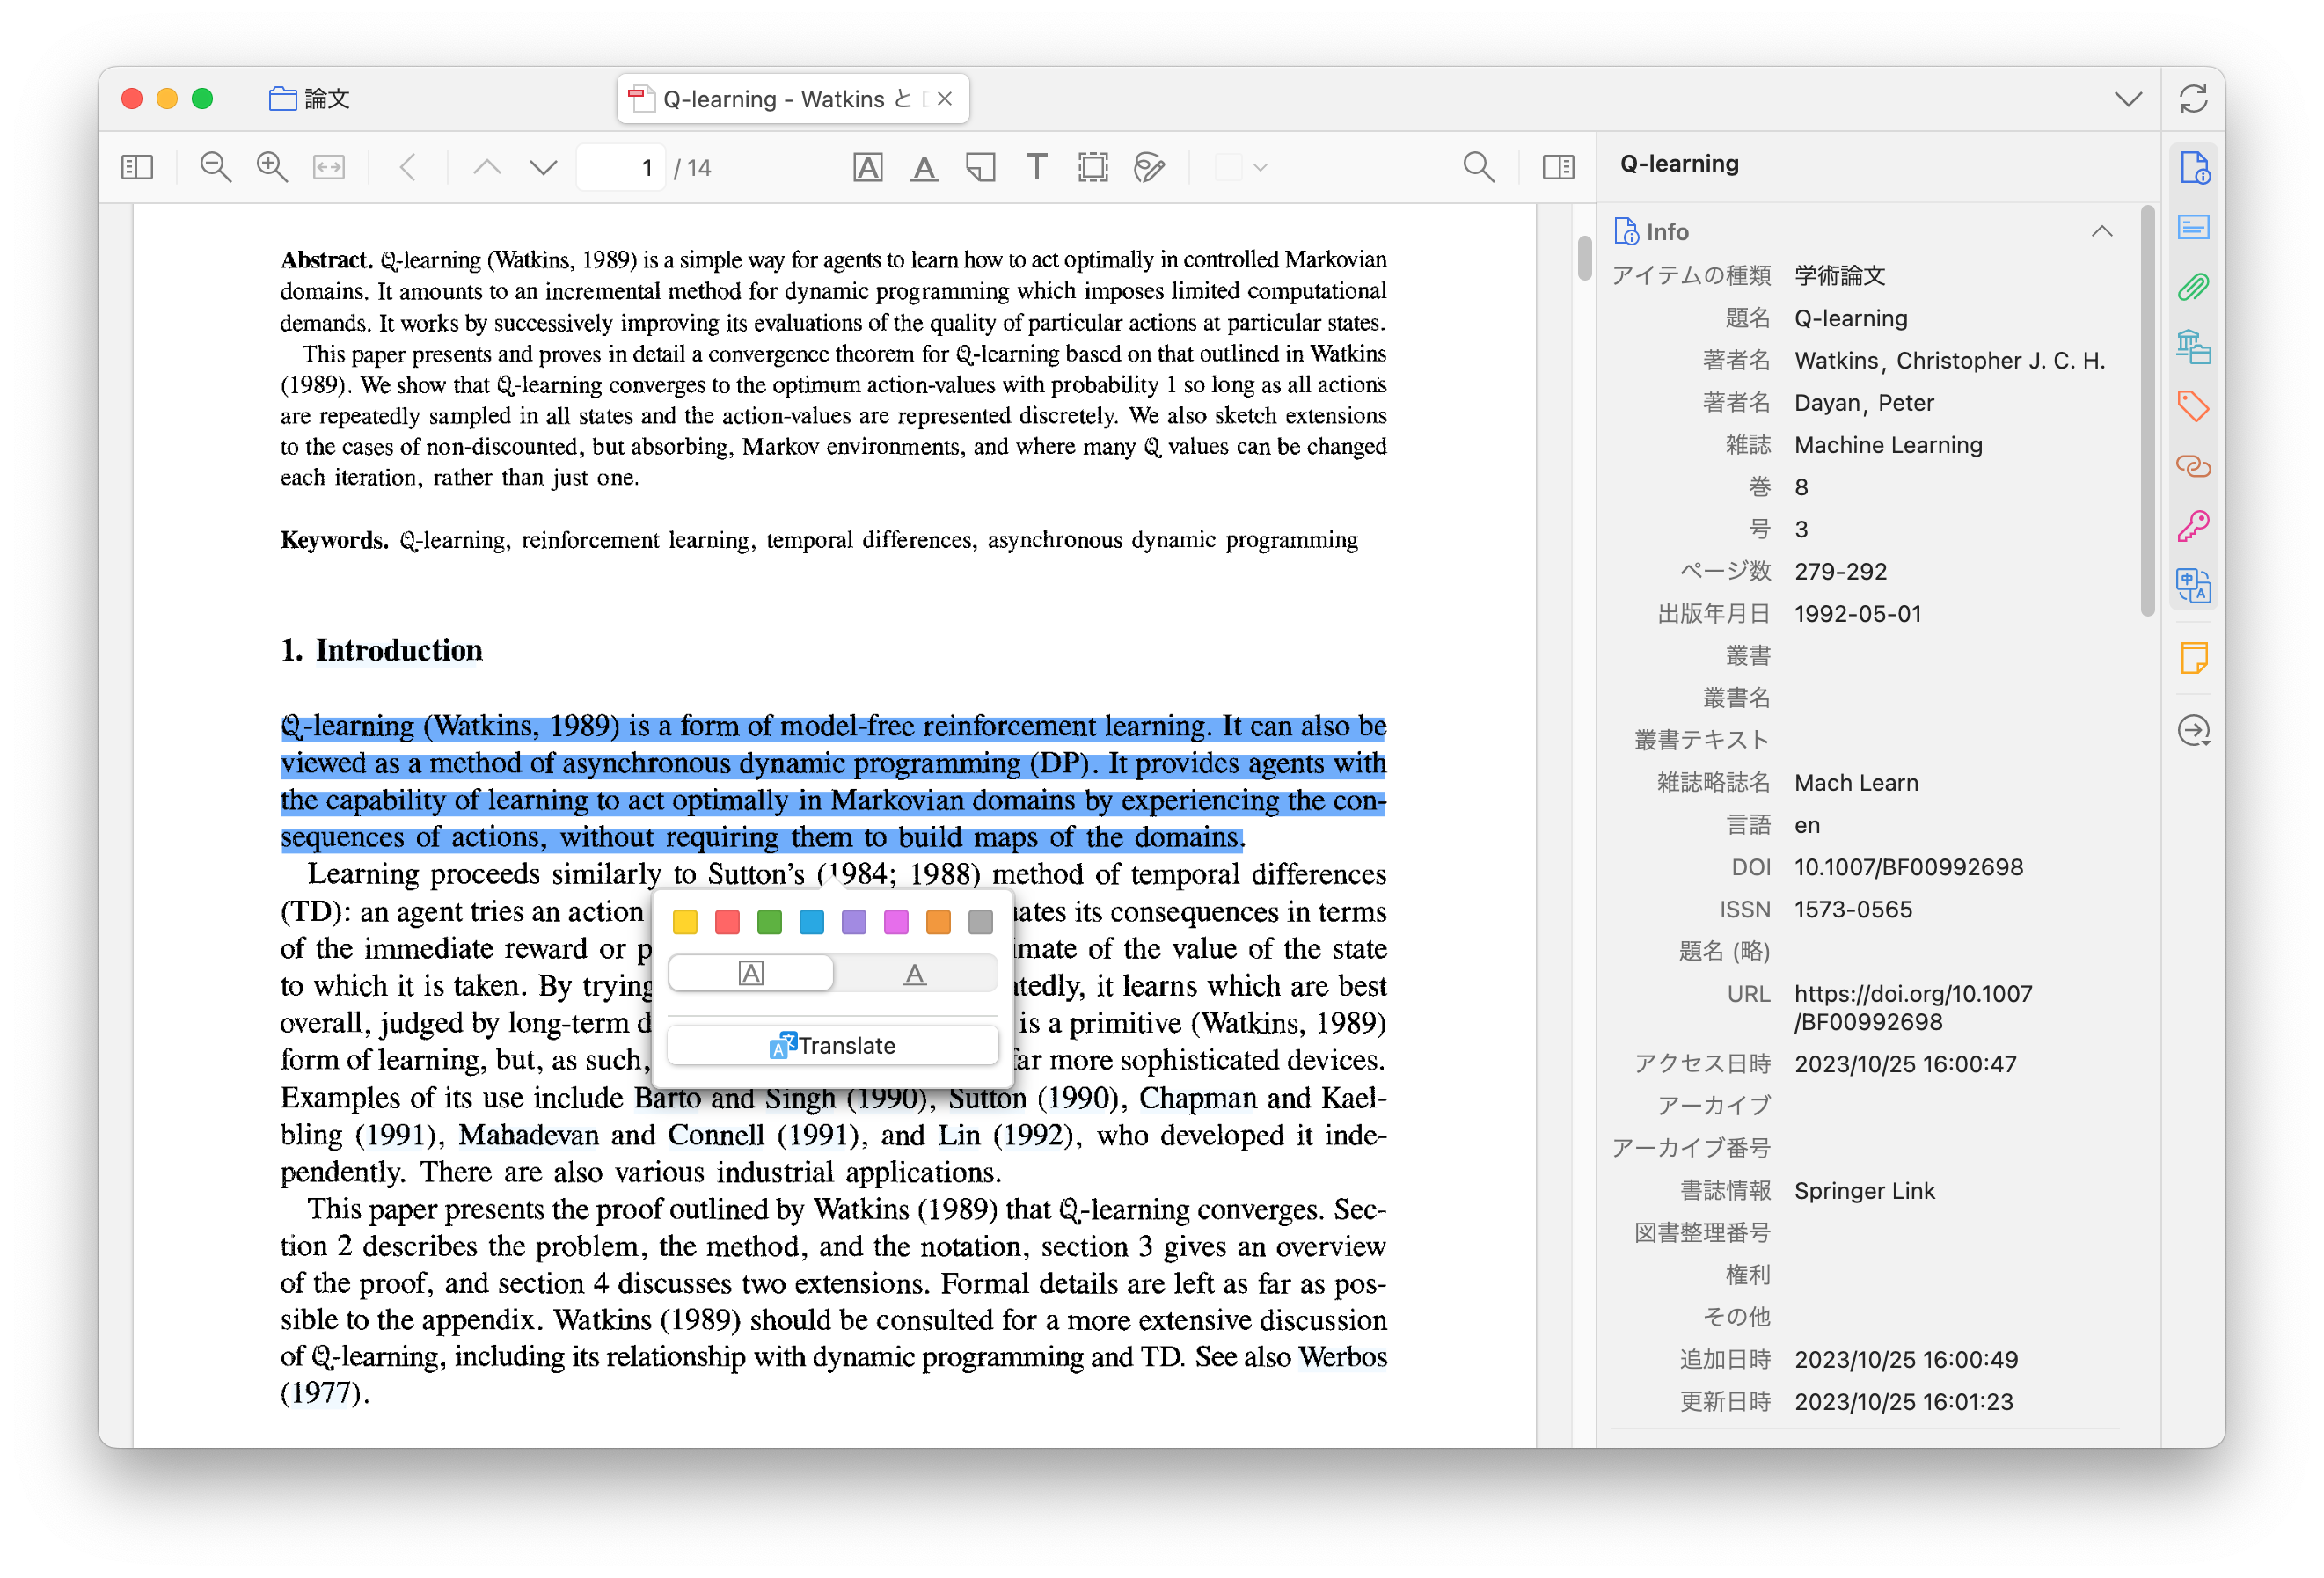 論文
Q-learning - Watkins と
1 / 14
Abstract. Q-learning (Watkins, 1989) is a simple way for agents to learn how to act optimally in controlled Markovian
domains. It amounts to an incremental method for dynamic programming which imposes limited computational
demands. It works by successively improving its evaluations of the quality of particular actions at particular states.
This paper presents and proves in detail a convergence theorem for Q-learning based on that outlined in Watkins
(1989). We show that Q-learning converges to the optimum action-values with probability 1 so long as all actions
are repeatedly sampled in all states and the action-values are represented discretely. We also sketch extensions
to the cases of non-discounted, but absorbing, Markov environments, and where many Q values can be changed
each iteration, rather than just one.
Keywords. Q-learning, reinforcement learning, temporal differences, asynchronous dynamic programming
1. Introduction
Q-learning (Watkins, 1989) is a form of model-free reinforcement learning. It can also be
viewed as a method of asynchronous dynamic programming (DP). It provides agents with
the capability of learning to act optimally in Markovian domains by experiencing the con-
sequences of actions, without requiring them to build maps of the domains.
Learning proceeds similarly to Sutton's (1984; 1988) method of temporal differences
(TD): an agent tries an action uates its consequences in terms
of the immediate reward or p imate of the value of the state
to which it is taken. By trying atedly, it learns which are best
overall, judged by long-term d is a primitive (Watkins, 1989)
form of learning, but, as such, far more sophisticated devices.
Examples of its use include Barto and Singh (1990), Sutton (1990), Chapman and Kael-
bling (1991), Mahadevan and Connell (1991), and Lin (1992), who developed it inde-
pendently. There are also various industrial applications.
This paper presents the proof outlined by Watkins (1989) that Q-learning converges. Sec-
tion 2 describes the problem, the method, and the notation, section 3 gives an overview
of the proof, and section 4 discusses two extensions. Formal details are left as far as pos-
sible to the appendix. Watkins (1989) should be consulted for a more extensive discussion
of Q-learning, including its relationship with dynamic programming and TD. See also Werbos
(1977).
A A
Translate
Q-learning
Info
アイテムの種類 学術論文
題名 Q-learning
著者名 Watkins, Christopher J. C. H.
著者名 Dayan, Peter
雑誌 Machine Learning
巻 8
号 3
ページ数 279-292
出版年月日 1992-05-01
叢書
叢書名
叢書テキスト
雑誌略誌名 Mach Learn
言語 en
DOI 10.1007/BF00992698
ISSN 1573-0565
題名 (略)
URL https://doi.org/10.1007
/BF00992698
アクセス日時 2023/10/25 16:00:47
アーカイブ
アーカイブ番号
書誌情報 Springer Link
図書整理番号
権利
その他
追加日時 2023/10/25 16:00:49
更新日時 2023/10/25 16:01:23